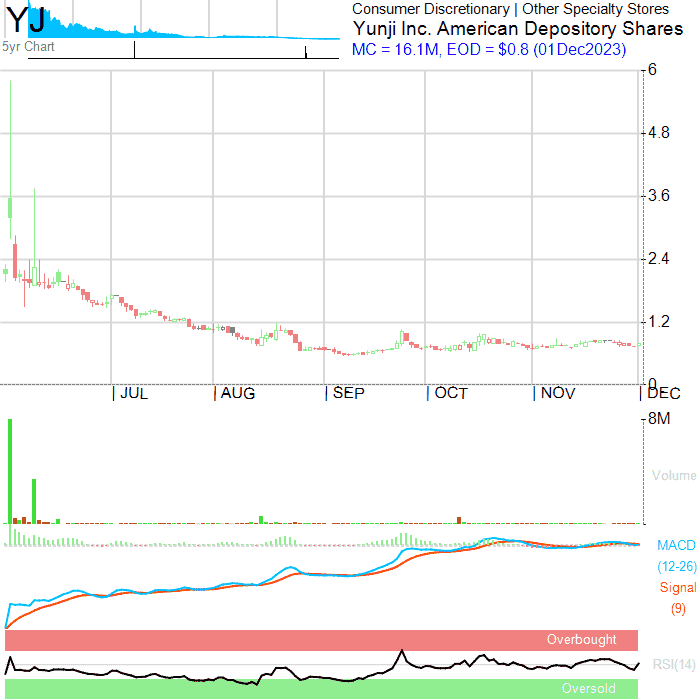 YJ
5yr Chart
Consumer Discretionary | Other Specialty Stores
Yunji Inc. American Depository Shares
MC = 16.1M, EOD = $0.8 (01Dec2023)
6
4.8
3.6
2.4
1.2
0
| JUL | AUG | SEP | OCT | NOV | DEC
8M
Volume
MACD
(12-26)
Signal
(9)
Overbought
RSI(14)
Oversold